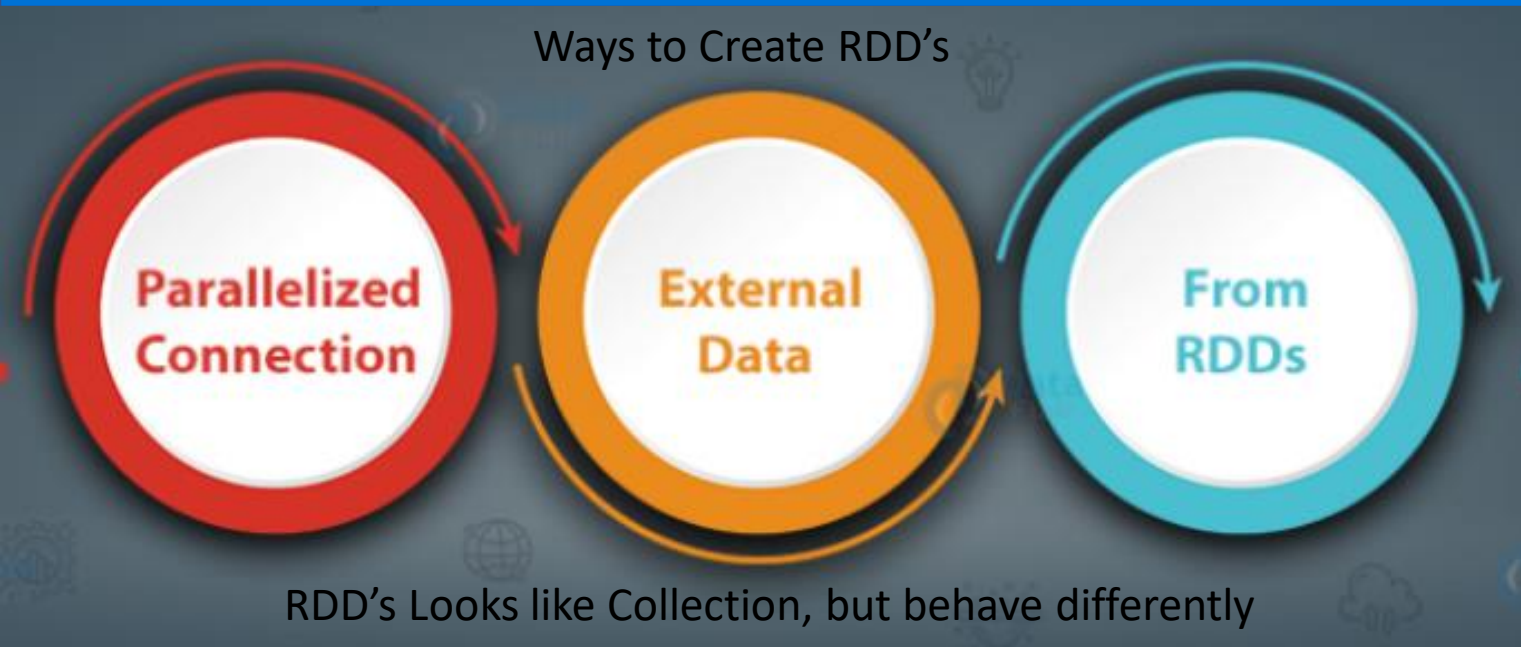 Ways to Create RDD’s
Parallelized
Connection
External
Data
From
RDDs
RDD’s Looks like Collection, but behave differently